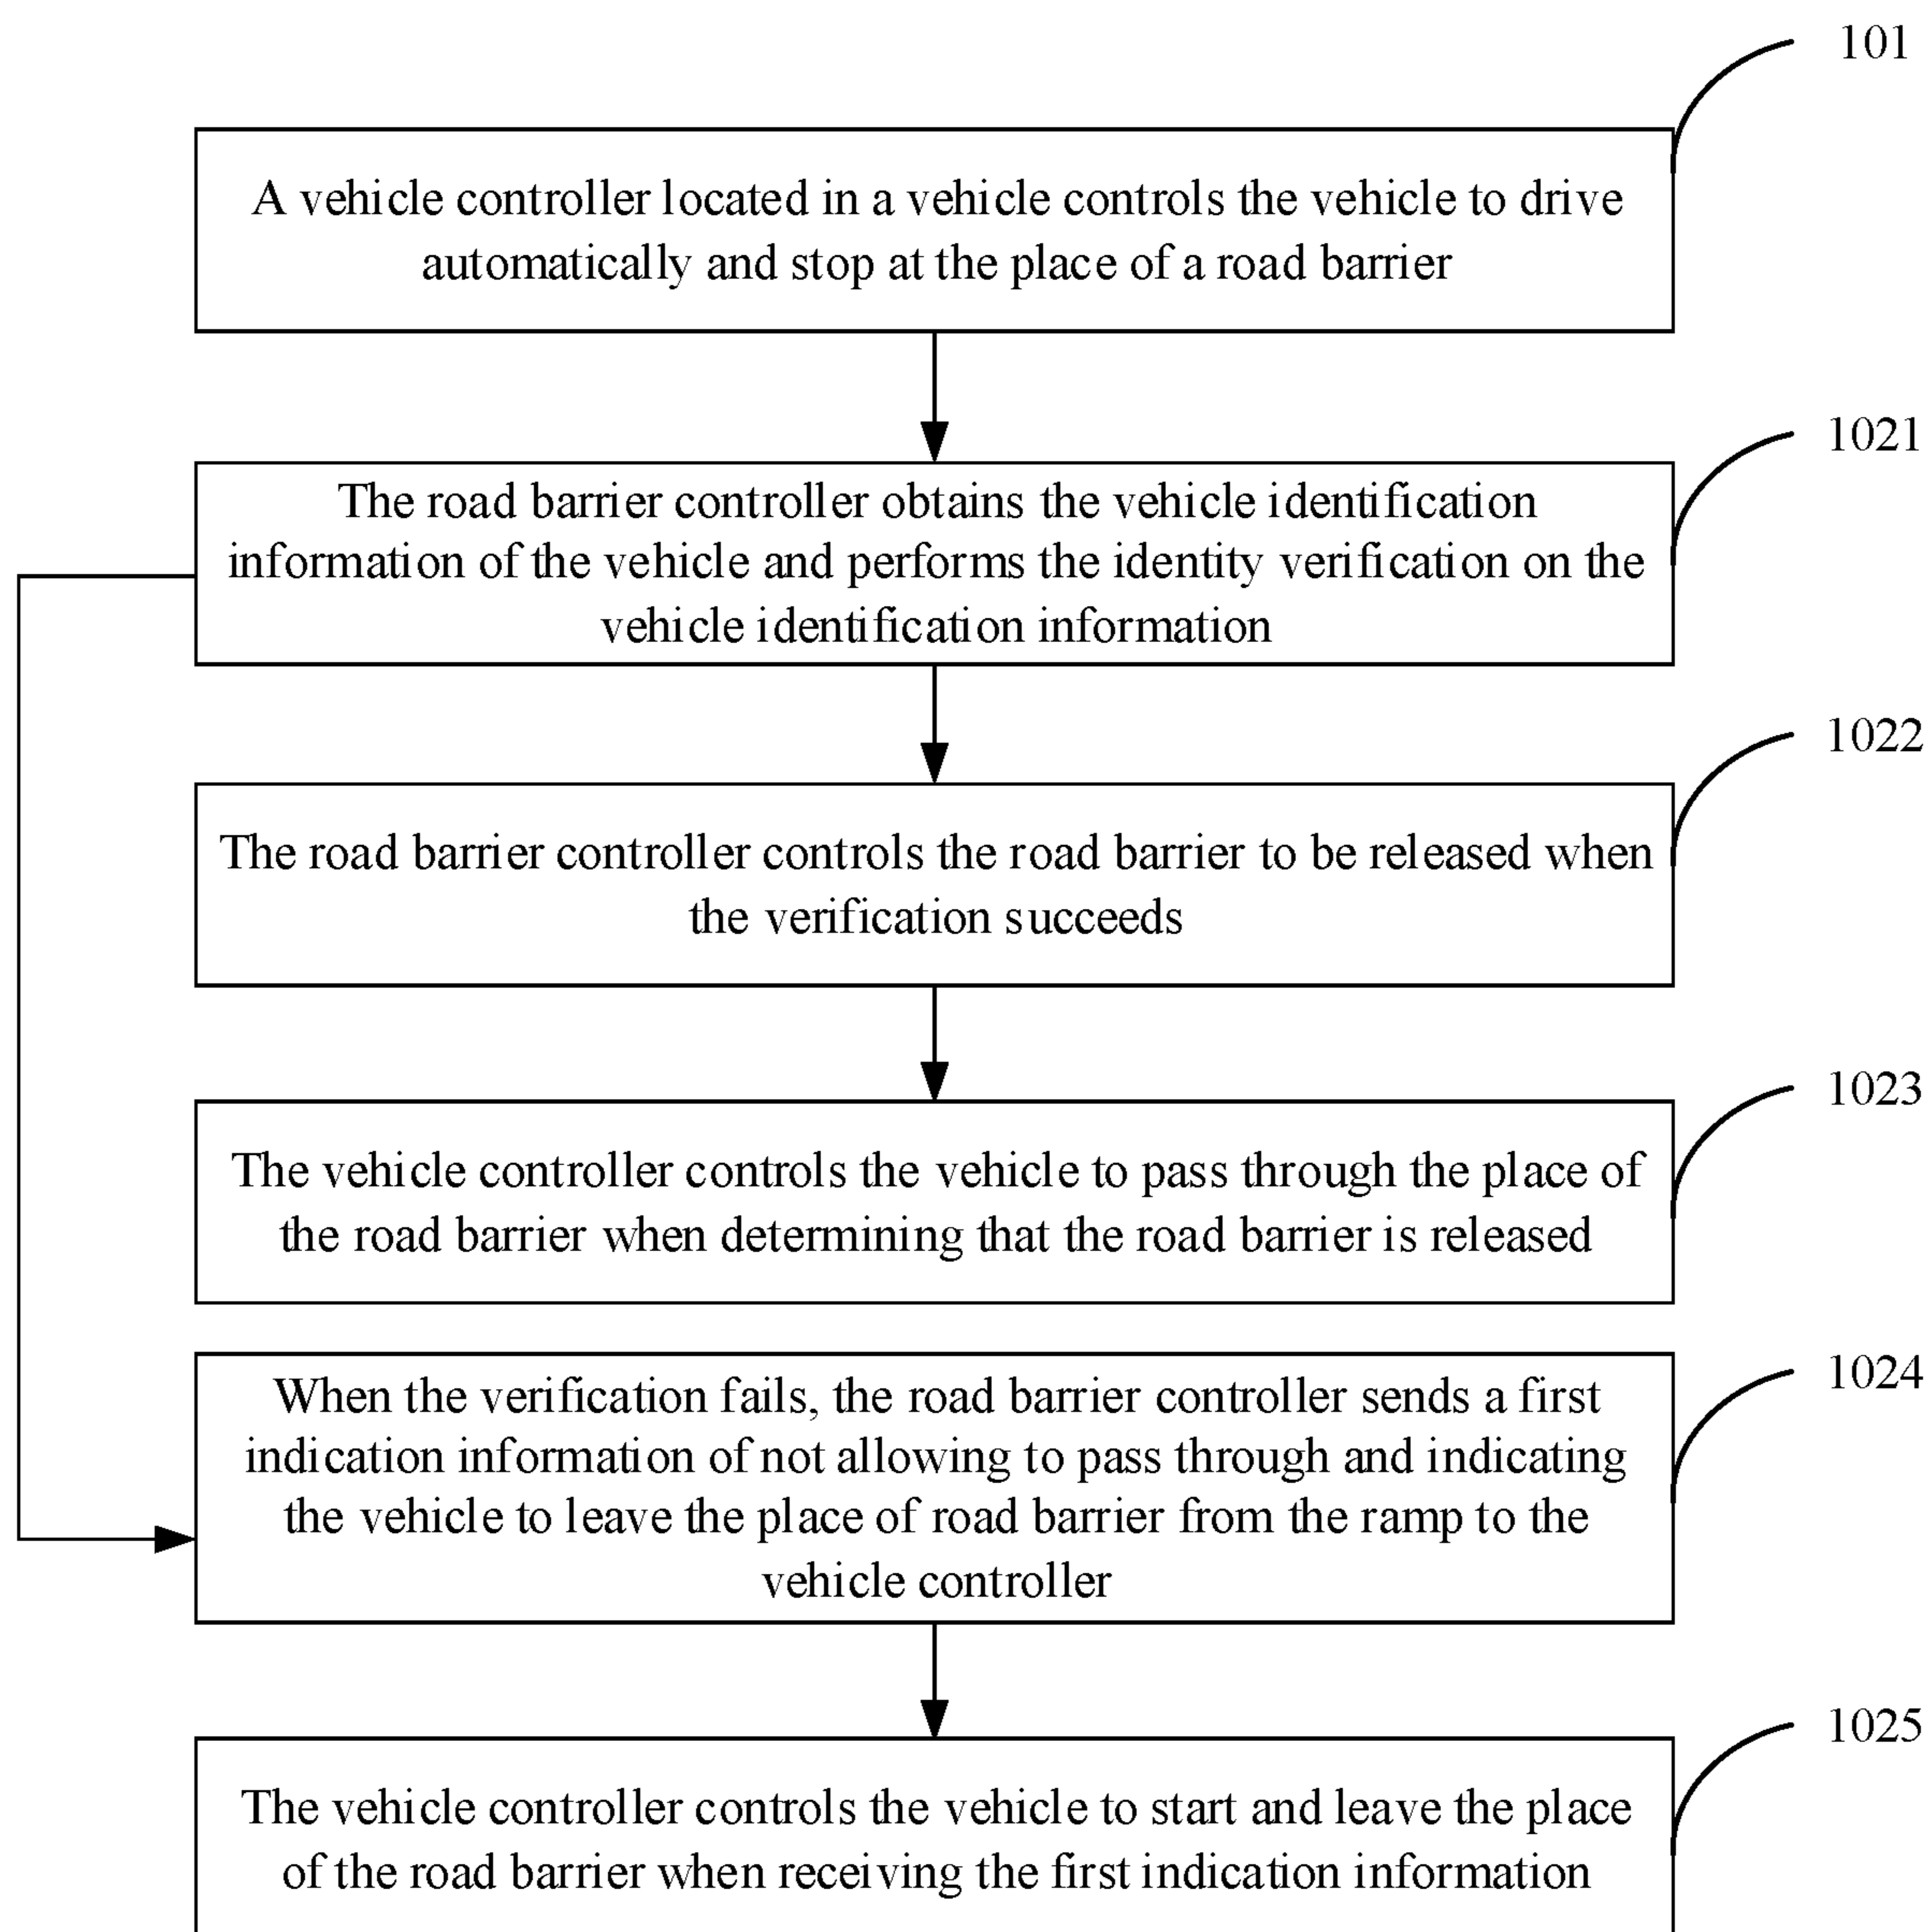 101
A vehicle controller located in a vehicle controls the vehicle to drive
automatically and stop at the place of a road barrier
1021
The road barrier controller obtains the vehicle identification
information of the vehicle and performs the identity verification on the
vehicle identification information
1022
The road barrier controller controls the road barrier to be released when
the verification succeeds
1023
The vehicle controller controls the vehicle to pass through the place of
the road barrier when determining that the road barrier is released
1024
When the verification fails, the road barrier controller sends a first
indication information of not allowing to pass through and indicating
the vehicle to leave the place of road barrier from the ramp to the
vehicle controller
1025
The vehicle controller controls the vehicle to start and leave the place
of the road barrier when receiving the first indication information